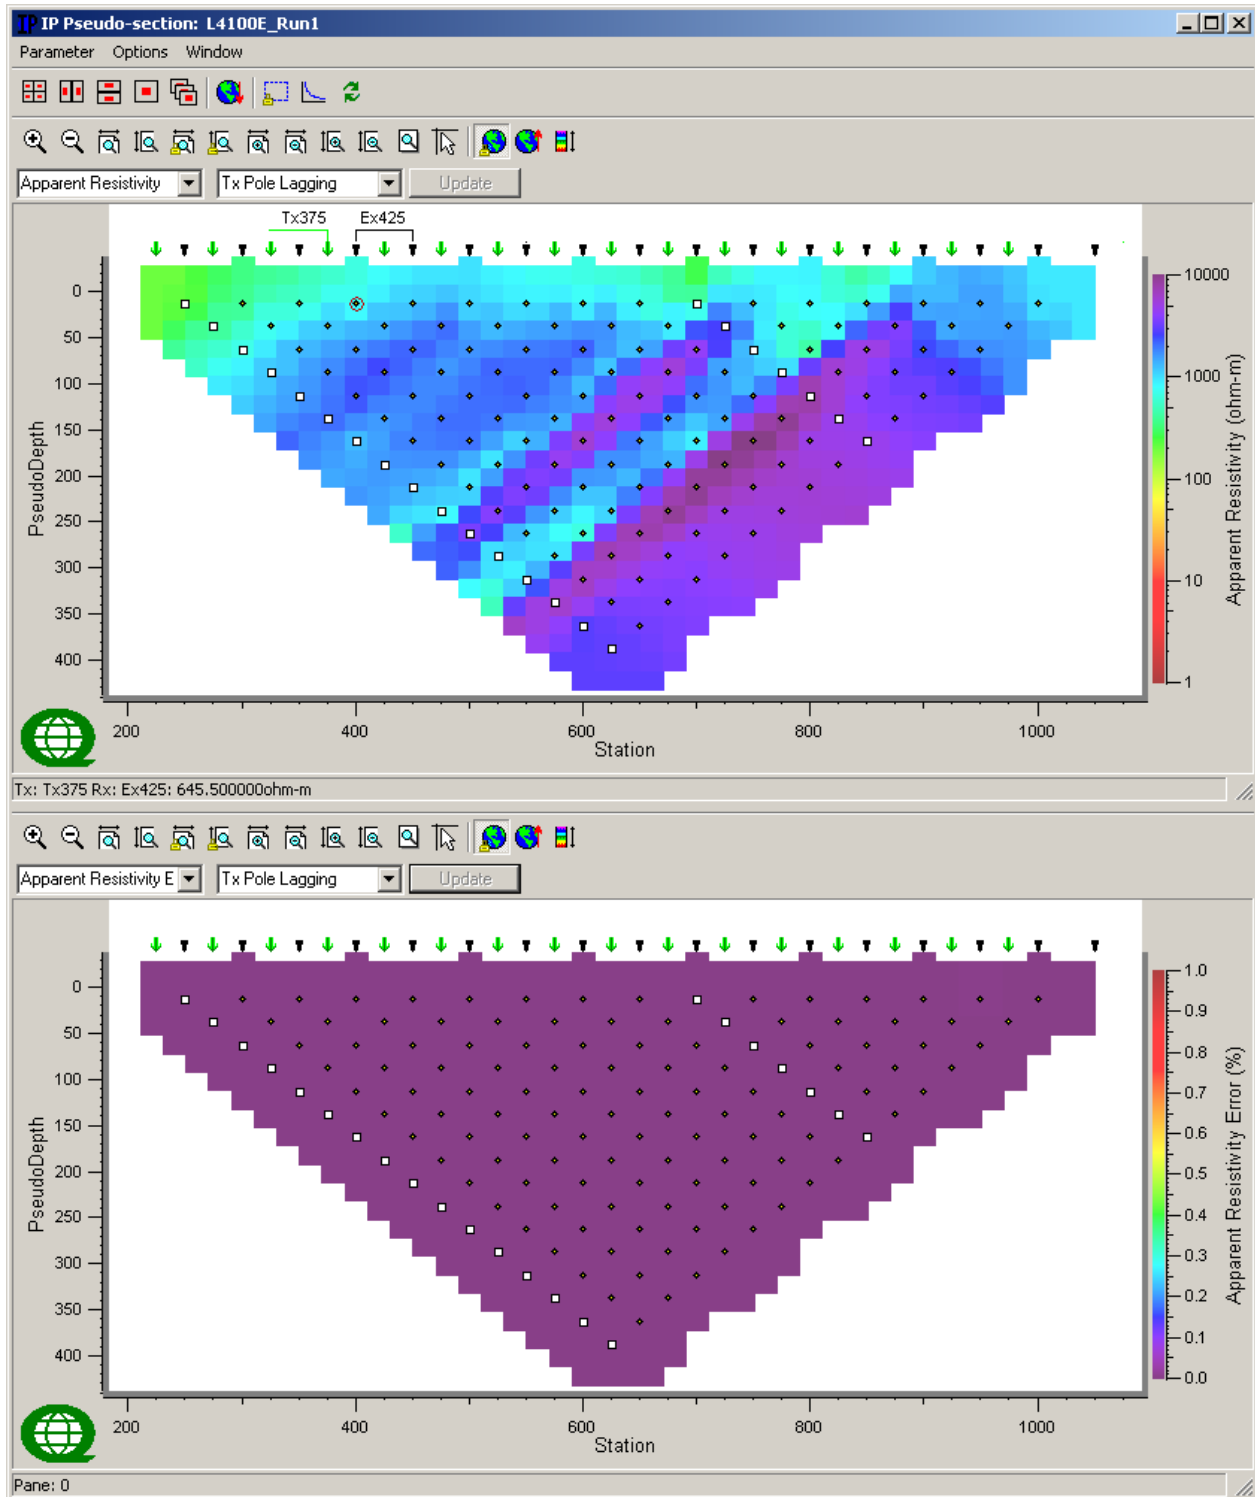 IP IP Pseudo-section: L4100E_Run1
Parameter Options Window
Apparent Resistivity Tx Pole Lagging Update
Tx375 Ex425
0
50
100
150
200
250
300
350
400
PseudoDepth
200 400 600 800 1000
Station
10000
1000
100
10
1
Apparent Resistivity (ohm-m)
Tx: Tx375 Rx: Ex425: 645.500000ohm-m
Apparent Resistivity E Tx Pole Lagging Update
0
50
100
150
200
250
300
350
400
PseudoDepth
200 400 600 800 1000
Station
1.0
0.9
0.8
0.7
0.6
0.5
0.4
0.3
0.2
0.1
0.0
Apparent Resistivity Error (%)
Pane: 0